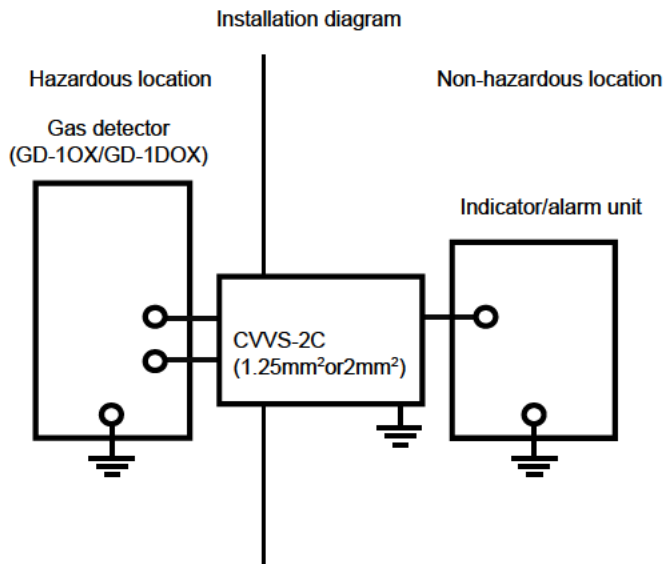 Installation diagram
Hazardous location
Non-hazardous location
Gas detector
(GD-1OX/GD-1DOX)
Indicator/alarm unit
CVVS-2C
(1.25mm²or2mm²)